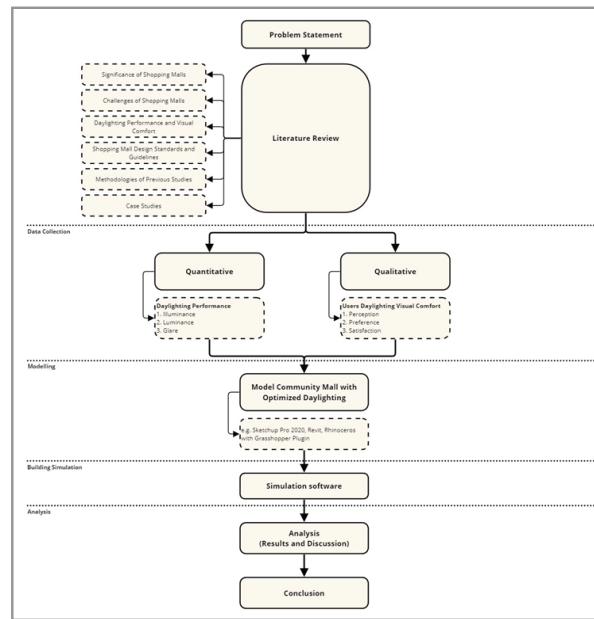 Problem Statement
Literature Review
Significance of Shopping Malls
Challenges of Shopping Malls
Daylighting Performance and Visual
Comfort
Shopping Mall Design Standards and
Guidelines
Methodologies of Previous Studies
Case Studies
Data Collection
Quantitative
Qualitative
Daylighting Performance
1. Illuminance
2. Luminance
3. Glare
Users Daylighting Visual Comfort
1. Perception
2. Preference
3. Satisfaction
Modelling
Model Community Mall with
Optimized Daylighting
e.g. Sketchup Pro 2020, Revit, Rhinoceros
with Grasshopper Plugin
Building Simulation
Simulation software
Analysis
Analysis
(Results and Discussion)
Conclusion